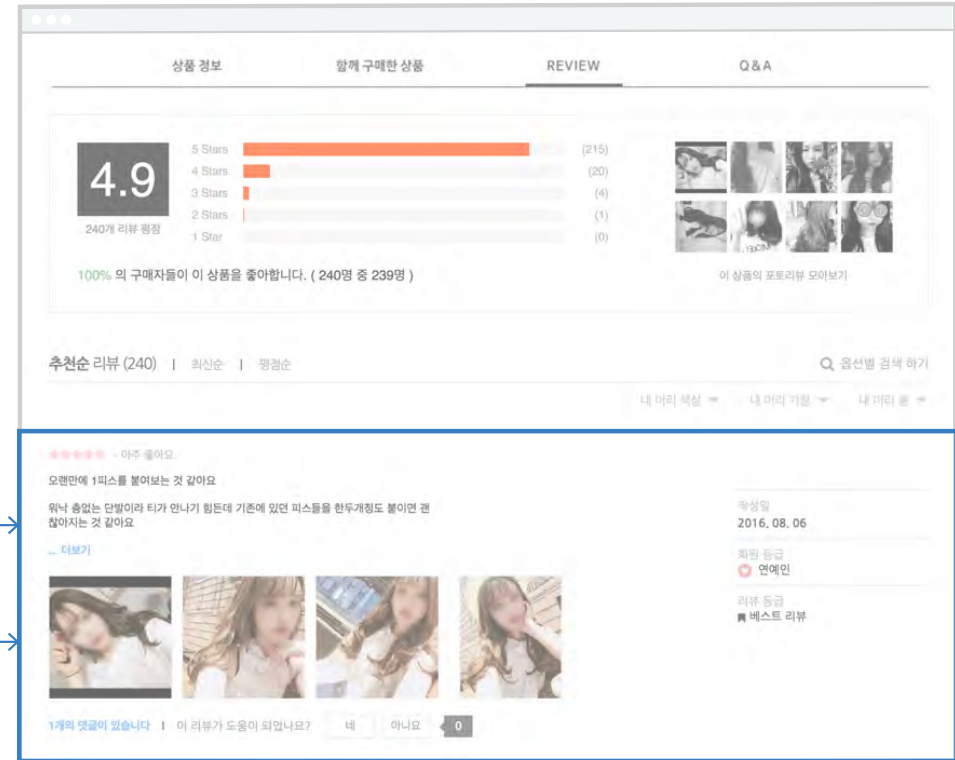 상품 정보 함께 구매한 상품 REVIEW Q & A
4.9
240개 리뷰 평점
5 Stars (215)
4 Stars (20)
3 Stars (4)
2 Stars (1)
1 Star (0)
100% 의 구매자들이 이 상품을 좋아합니다. ( 240명 중 239명 )
이 상품의 포토리뷰 모아보기
추천순 리뷰 (240) | 최신순 | 평점순
옵션별 검색 하기
내 머리 색상 내 머리 기장 내 머리 볼
- 아주 좋아요
오랜만에 1피스를 붙여보는 것 같아요
워낙 층없는 단발이라 티가 안나기 힘든데 기존에 있던 피스들을 한두개정도 붙이면 괜
찮아지는 것 같아요
... 더보기
작성일
2016. 08. 06
회원 등급
연예인
리뷰 등급
베스트 리뷰
1개의 댓글이 있습니다 | 이 리뷰가 도움이 되었나요? 네 아니요 0